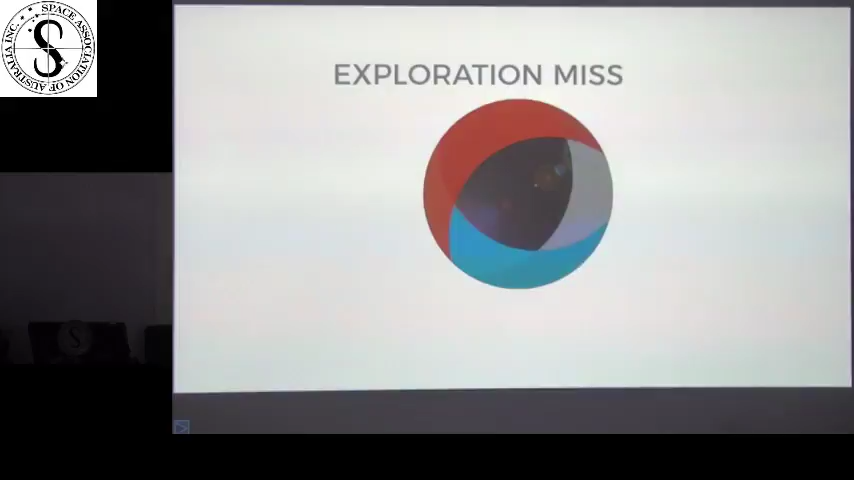 SPACE ASSOCIATION OF AUSTRALIA INC.
S
EXPLORATION MISS
S